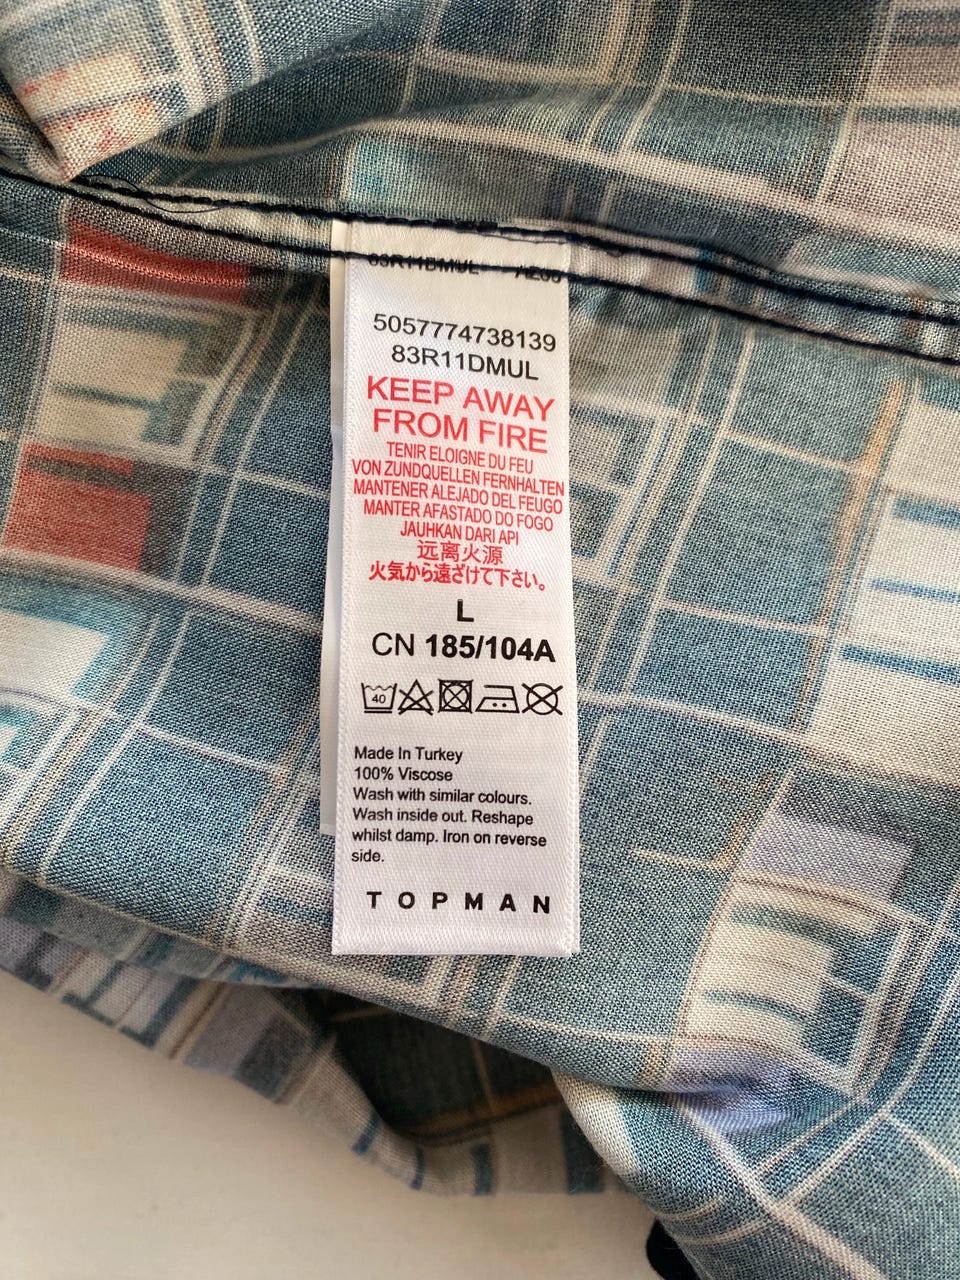 83R11DMUL
5057774738139
83R11DMUL
KEEP AWAY
FROM FIRE
TENIR ELOIGNE DU FEU
VON ZUNDQUELLEN FERNHALTEN
MANTENER ALEJADO DEL FEUGO
MANTER AFASTADO DO FOGO
JAUHKAN DARI API
远离火源
火気から遠ざけて下さい。
L
CN 185/104A
40
Made In Turkey
100% Viscose
Wash with similar colours.
Wash inside out. Reshape
whilst damp. Iron on reverse
side.
TOPMAN